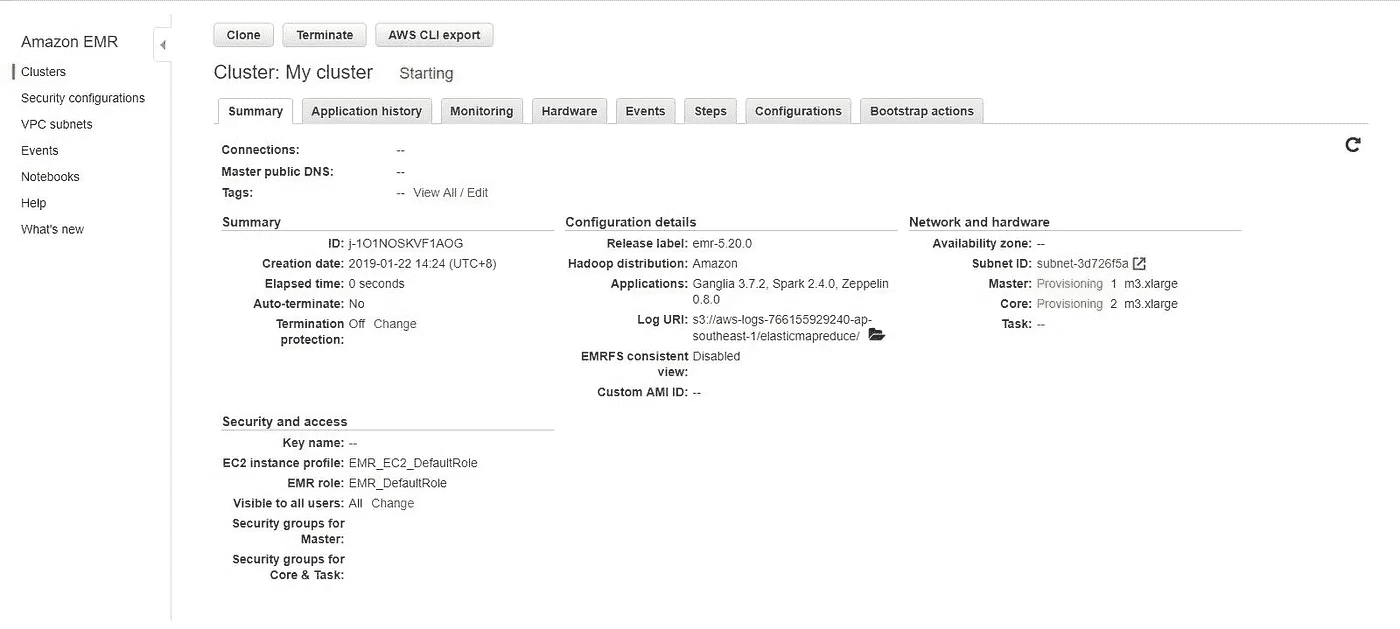 Amazon EMR
Clusters
Security configurations
VPC subnets
Events
Notebooks
Help
What's new
Clone Terminate AWS CLI export
Cluster: My cluster Starting
Summary Application history Monitoring Hardware Events Steps Configurations Bootstrap actions
Connections: --
Master public DNS: --
Tags: -- View All / Edit
Summary
ID: j-1O1NOSKVF1AOG
Creation date: 2019-01-22 14:24 (UTC+8)
Elapsed time: 0 seconds
Auto-terminate: No
Termination Off Change
protection:
Configuration details
Release label: emr-5.20.0
Hadoop distribution: Amazon
Applications: Ganglia 3.7.2, Spark 2.4.0, Zeppelin
0.8.0
Log URI: s3://aws-logs-766155929240-ap-
southeast-1/elasticmapreduce/
EMRFS consistent Disabled
view:
Custom AMI ID: --
Network and hardware
Availability zone: --
Subnet ID: subnet-3d726f5a
Master: Provisioning 1 m3.xlarge
Core: Provisioning 2 m3.xlarge
Task: --
Security and access
Key name: --
EC2 instance profile: EMR_EC2_DefaultRole
EMR role: EMR_DefaultRole
Visible to all users: All Change
Security groups for
Master:
Security groups for
Core & Task: